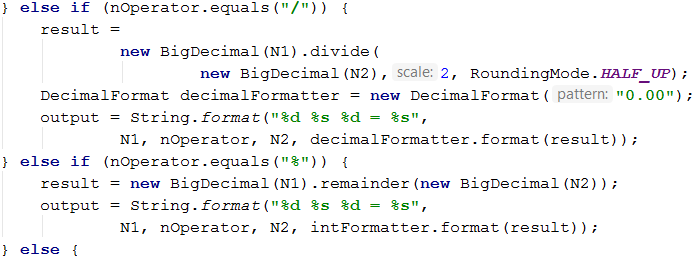 } else if (nOperator.equals("/")) {
result =
new BigDecimal(N1).divide(
new BigDecimal(N2), scale: 2, RoundingMode.HALF_UP);
DecimalFormat decimalFormatter = new DecimalFormat( pattern: "0.00");
output = String.format("%d %s %d = %s",
N1, nOperator, N2, decimalFormatter.format(result));
} else if (nOperator.equals("%")) {
result = new BigDecimal(N1).remainder(new BigDecimal(N2));
output = String.format("%d %s %d = %s",
N1, nOperator, N2, intFormatter.format(result));
} else {